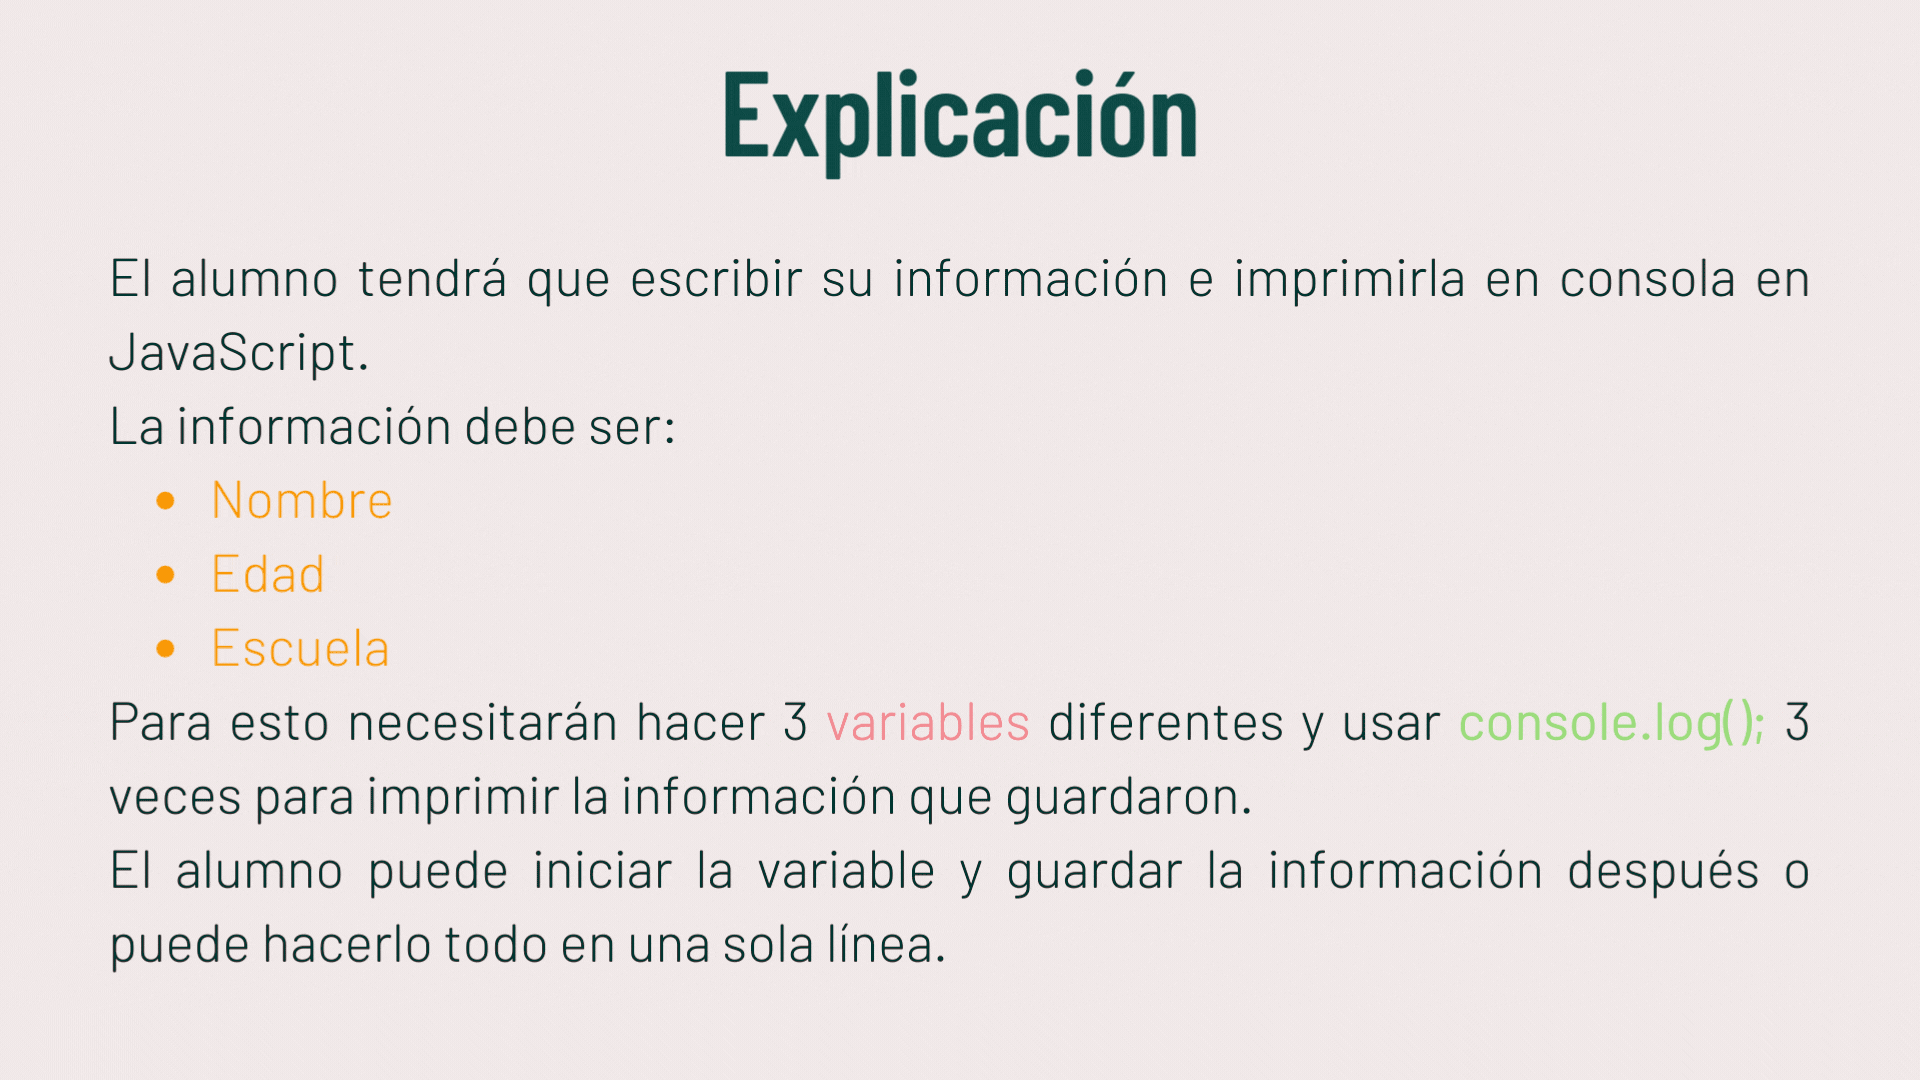 Explicación
El alumno tendrá que escribir su información e imprimirla en consola en
JavaScript.
La información debe ser:
• Nombre
• Edad
• Escuela
Para esto necesitarán hacer 3 variables diferentes y usar console.log(); 3
veces para imprimir la información que guardaron.
El alumno puede iniciar la variable y guardar la información después o
puede hacerlo todo en una sola línea.